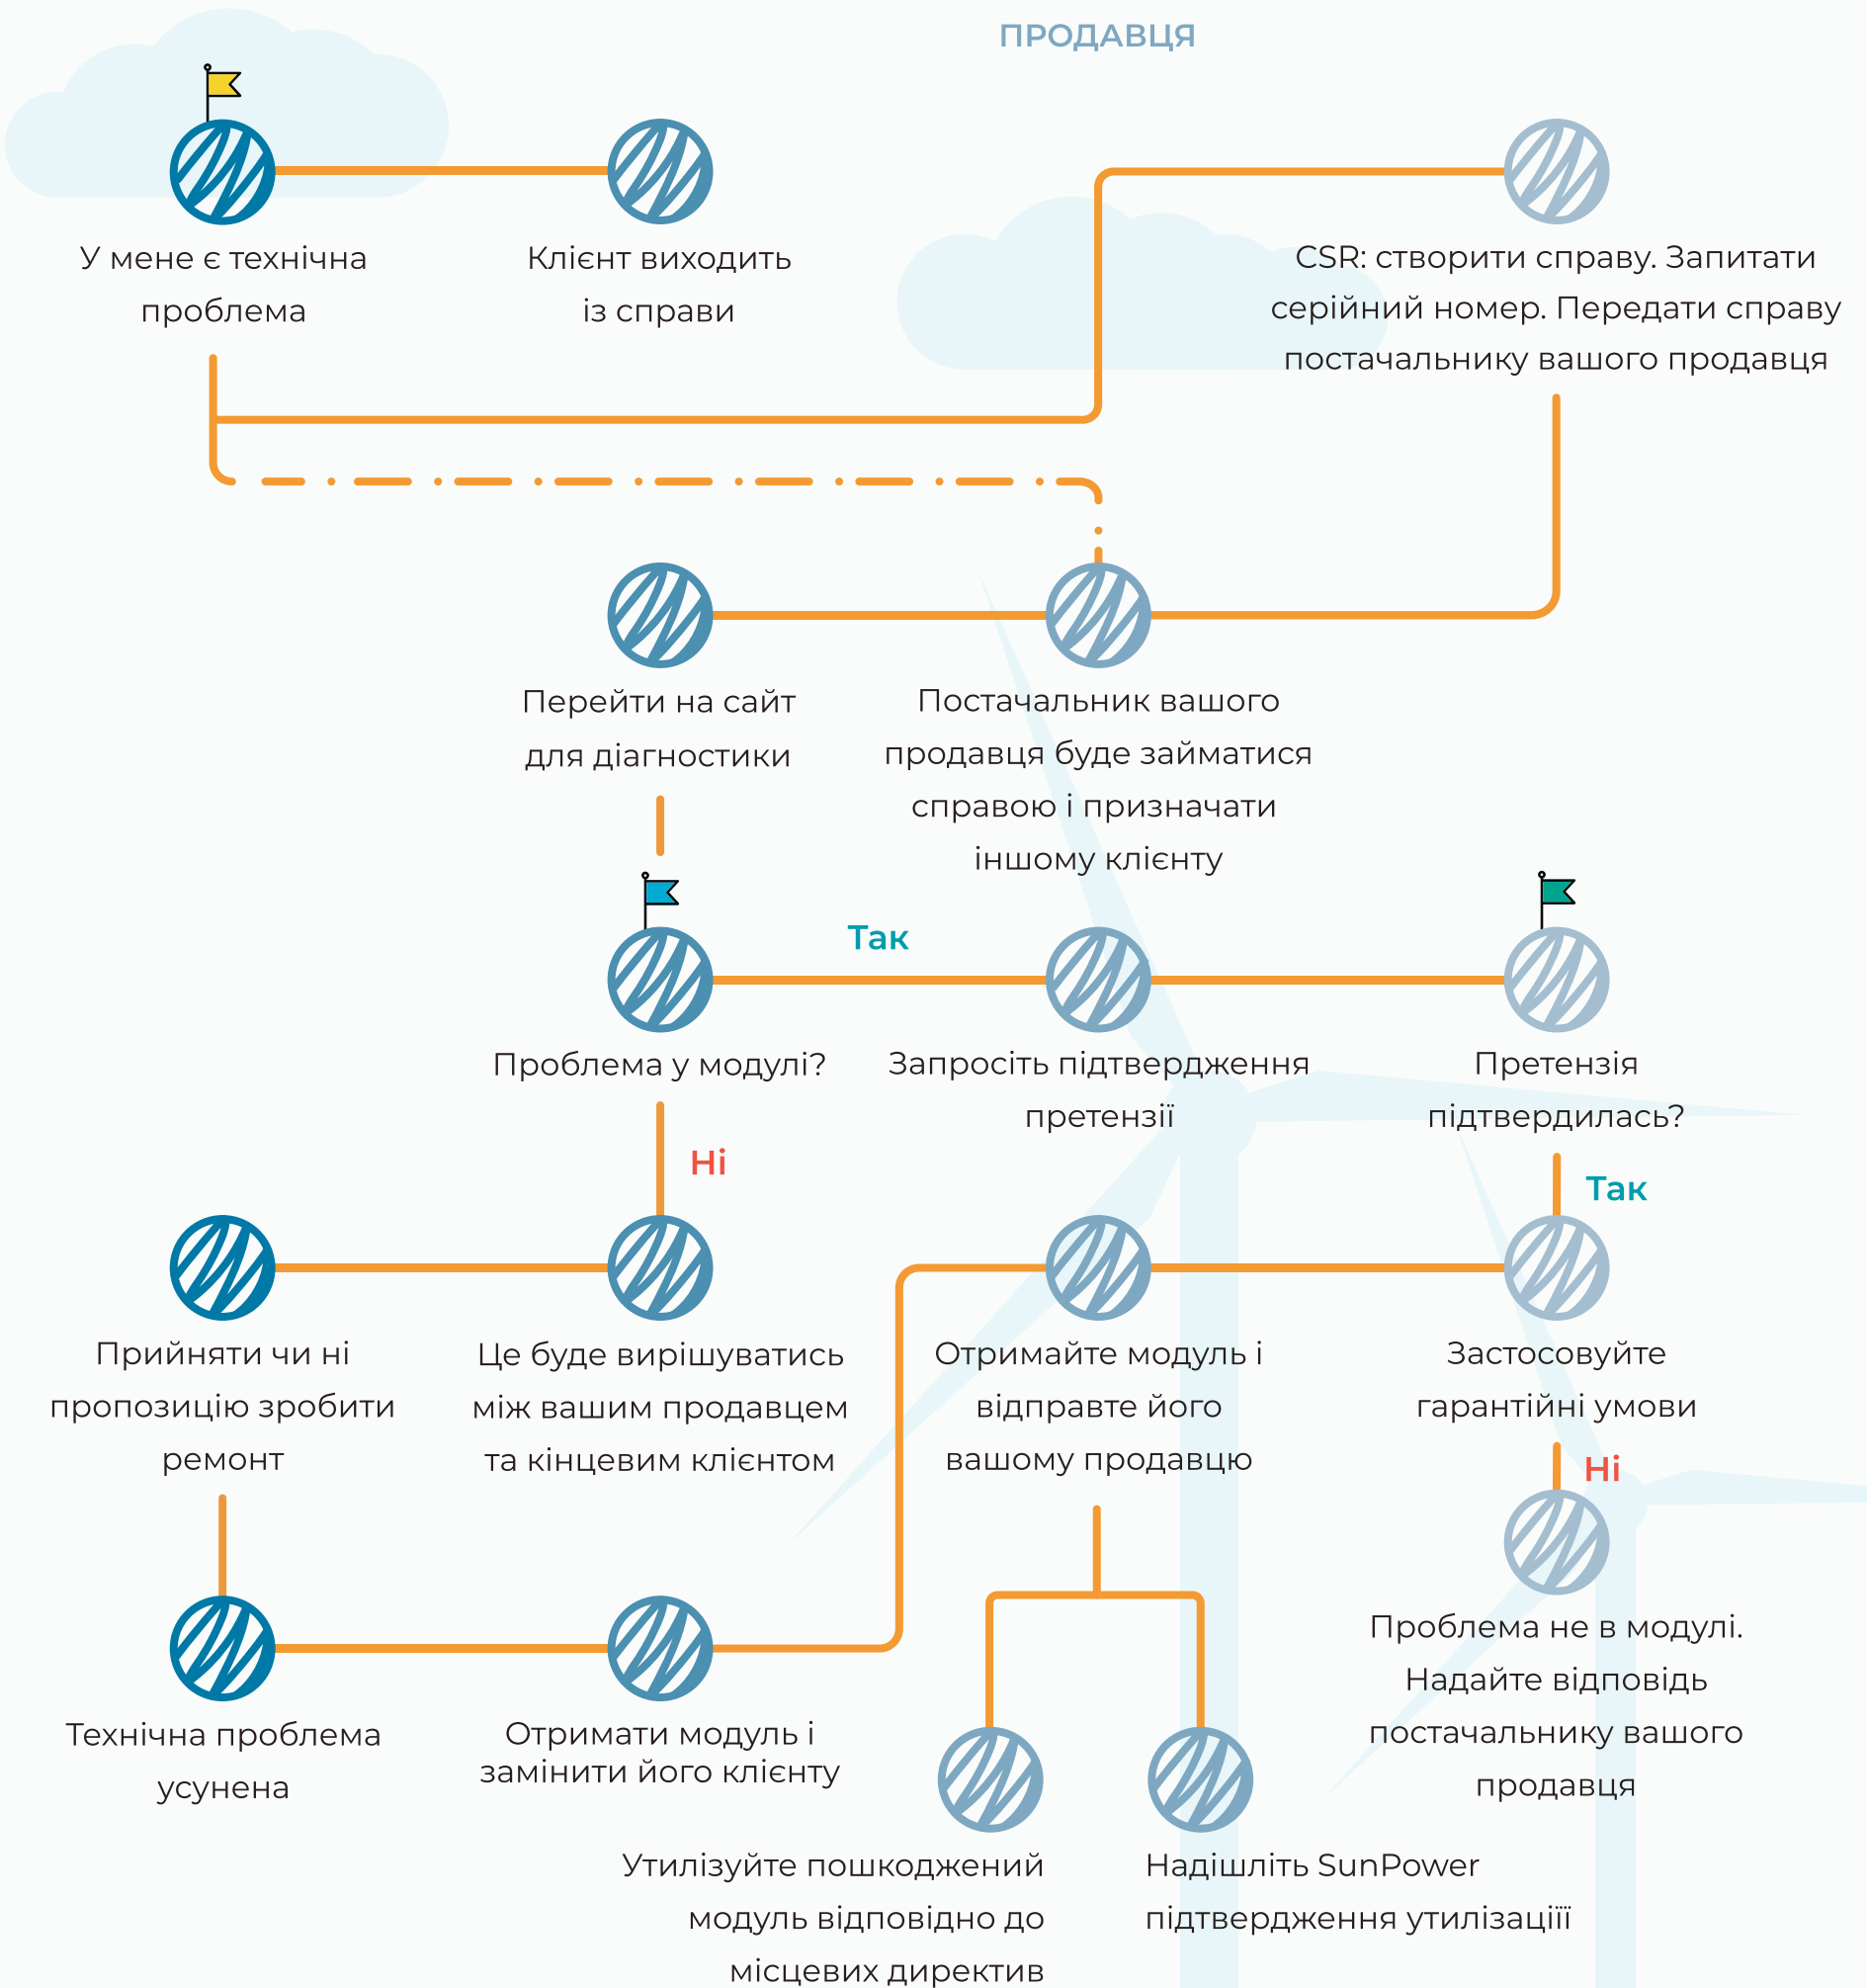 ПРОДАВЦЯ
У мене є технічна
проблема
Клієнт виходить
із справи
CSR: створити справу. Запитати
серійний номер. Передати справу
постачальнику вашого продавця
Перейти на сайт
для діагностики
Постачальник вашого
продавця буде займатися
справою і призначати
іншому клієнту
Так
Проблема у модулі?
Запросіть підтвердження
претензії
Претензія
підтвердилась?
Ні
Так
Прийняти чи ні
пропозицію зробити
ремонт
Це буде вирішуватись
між вашим продавцем
та кінцевим клієнтом
Отримайте модуль і
відправте його
вашому продавцю
Застосовуйте
гарантійні умови
Ні
Проблема не в модулі.
Надайте відповідь
постачальнику вашого
продавця
Технічна проблема
усунена
Отримати модуль і
замінити його клієнту
Утилізуйте пошкоджений
модуль відповідно до
місцевих директив
Надішліть SunPower
підтвердження утилізаціїї